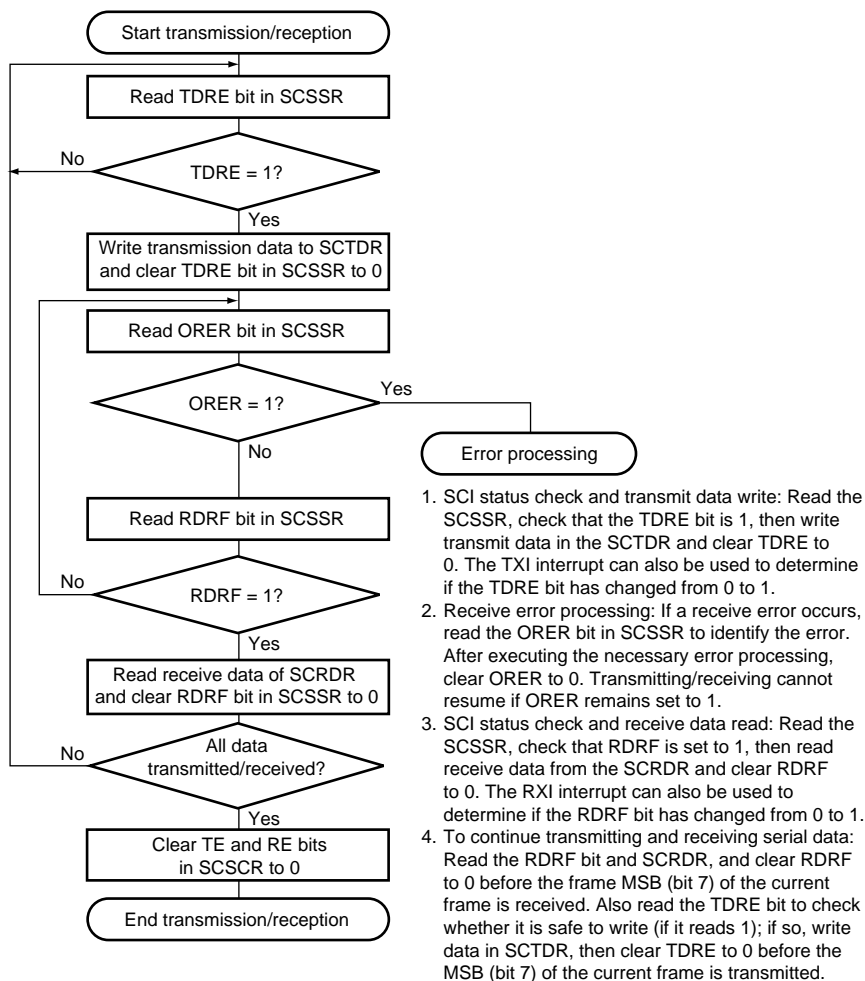 Start transmission/reception
Read TDRE bit in SCSSR
No
TDRE = 1?
Yes
Write transmission data to SCTDR
and clear TDRE bit in SCSSR to 0
Read ORER bit in SCSSR
Yes
ORER = 1?
No
Error processing
Read RDRF bit in SCSSR
No
RDRF = 1?
Yes
Read receive data of SCRDR
and clear RDRF bit in SCSSR to 0
No
All data
transmitted/received?
Yes
Clear TE and RE bits
in SCSCR to 0
End transmission/reception
1. SCI status check and transmit data write: Read the
SCSSR, check that the TDRE bit is 1, then write
transmit data in the SCTDR and clear TDRE to
0. The TXI interrupt can also be used to determine
if the TDRE bit has changed from 0 to 1.
2. Receive error processing: If a receive error occurs,
read the ORER bit in SCSSR to identify the error.
After executing the necessary error processing,
clear ORER to 0. Transmitting/receiving cannot
resume if ORER remains set to 1.
3. SCI status check and receive data read: Read the
SCSSR, check that RDRF is set to 1, then read
receive data from the SCRDR and clear RDRF
to 0. The RXI interrupt can also be used to
determine if the RDRF bit has changed from 0 to 1.
4. To continue transmitting and receiving serial data:
Read the RDRF bit and SCRDR, and clear RDRF
to 0 before the frame MSB (bit 7) of the current
frame is received. Also read the TDRE bit to check
whether it is safe to write (if it reads 1); if so, write
data in SCTDR, then clear TDRE to 0 before the
MSB (bit 7) of the current frame is transmitted.